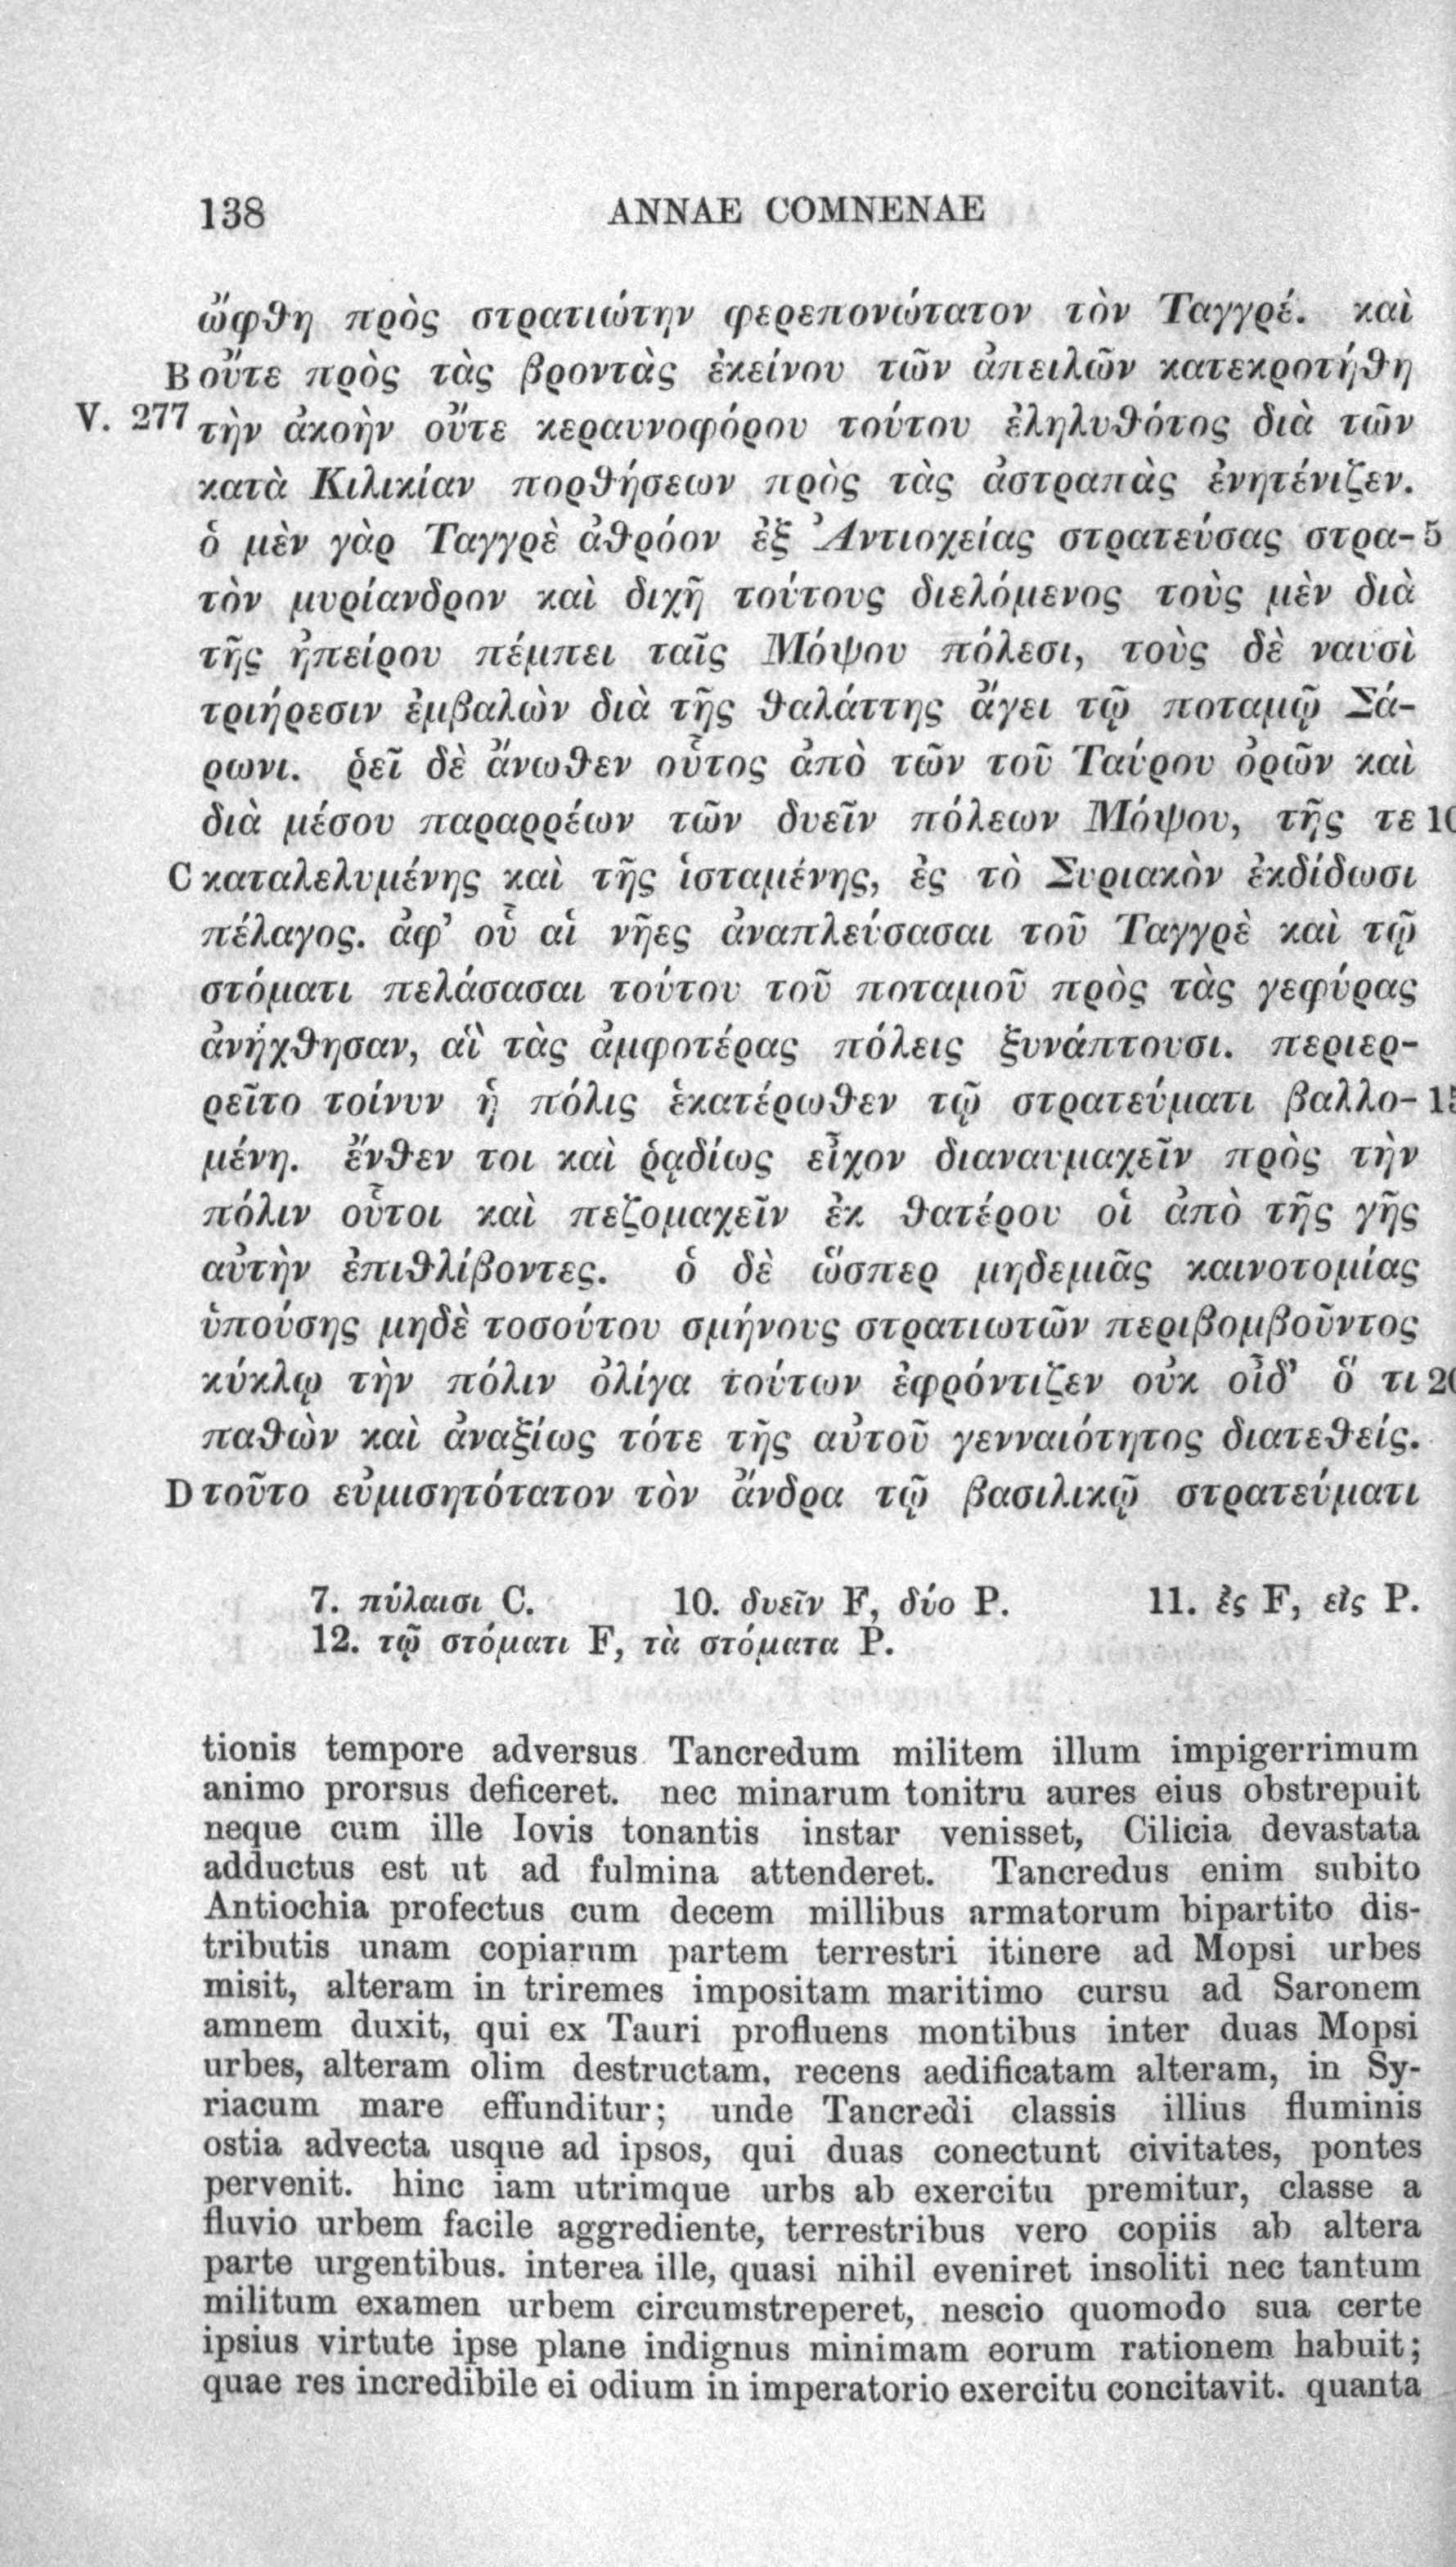 138 ANNAE COMNENAE
ὤφθη πρὸς στρατιώτην φερεπονώτατον τὸν Ταγγρέ. καὶ
B οὔτε πρὸς τὰς βροντὰς ἐκείνου τῶν ἀπειλῶν κατεκροτήθη
V. 277 τὴν ἀκοὴν οὔτε κεραυνοφόρου τούτου ἐληλυθότος διὰ τῶν
κατὰ Κιλικίαν πορθήσεων πρὸς τὰς ἀστραπὰς ἐνητένιζεν.
ὁ μὲν γὰρ Ταγγρὲ ἀθρόον ἐξ Ἀντιοχείας στρατεύσας στρα- 5
τὸν μυρίανδρον καὶ διχῆ τούτους διελόμενος τοὺς μὲν διὰ
τῆς ἠπείρου πέμπει ταῖς Μόψου πόλεσι, τοὺς δὲ ναυσὶ
τριήρεσιν ἐμβαλὼν διὰ τῆς θαλάττης ἄγει τῷ ποταμῷ Σά-
ρωνι. ῥεῖ δὲ ἄνωθεν οὗτος ἀπὸ τῶν τοῦ Ταύρου ὀρῶν καὶ
διὰ μέσου παραρρέων τῶν δυεῖν πόλεων Μόψου, τῆς τε 10
C καταλελυμένης καὶ τῆς ἱσταμένης, ἐς τὸ Συριακὸν ἐκδίδωσι
πέλαγος. ἀφ’ οὗ αἱ νῆες ἀναπλεύσασαι τοῦ Ταγγρὲ καὶ τῷ
στόματι πελάσασαι τούτου τοῦ ποταμοῦ πρὸς τὰς γεφύρας
ἀνήχθησαν, αἳ τὰς ἀμφοτέρας πόλεις ξυνάπτουσι. περιερ-
ρεῖτο τοίνυν ἡ πόλις ἑκατέρωθεν τῷ στρατεύματι βαλλο- 15
μένη. ἔνθεν τοι καὶ ῥᾳδίως εἶχον διαναυμαχεῖν πρὸς τὴν
πόλιν οὗτοι καὶ πεζομαχεῖν ἐκ θατέρου οἱ ἀπὸ τῆς γῆς
αὐτὴν ἐπιθλίβοντες. ὁ δὲ ὥσπερ μηδεμιᾶς καινοτομίας
ὑπούσης μηδὲ τοσούτου σμήνους στρατιωτῶν περιβομβοῦντος
κύκλῳ τὴν πόλιν ὀλίγα τούτων ἐφρόντιζεν οὐκ οἶδ’ ὅ τι 20
παθὼν καὶ ἀναξίως τότε τῆς αὐτοῦ γενναιότητος διατεθείς.
D τοῦτο εὐμισητότατον τὸν ἄνδρα τῷ βασιλικῷ στρατεύματι
7. πύλαισι C. 10. δυεῖν F, δύο P. 11. ἐς F, εἰς P.
12. τῷ στόματι F, τὰ στόματα P.
tionis tempore adversus Tancredum militem illum impigerrimum
animo prorsus deficeret. nec minarum tonitru aures eius obstrepuit
neque cum ille Iovis tonantis instar venisset, Cilicia devastata
adductus est ut ad fulmina attenderet. Tancredus enim subito
Antiochia profectus cum decem millibus armatorum bipartito dis-
tributis unam copiarum partem terrestri itinere ad Mopsi urbes
misit, alteram in triremes impositam maritimo cursu ad Saronem
amnem duxit, qui ex Tauri profluens montibus inter duas Mopsi
urbes, alteram olim destructam, recens aedificatam alteram, in Sy-
riacum mare effunditur; unde Tancredi classis illius fluminis
ostia advecta usque ad ipsos, qui duas conectunt civitates, pontes
pervenit. hinc iam utrimque urbs ab exercitu premitur, classe a
fluvio urbem facile aggrediente, terrestribus vero copiis ab altera
parte urgentibus. interea ille, quasi nihil eveniret insoliti nec tantum
militum examen urbem circumstreperet, nescio quomodo sua certe
ipsius virtute ipse plane indignus minimam eorum rationem habuit;
quae res incredibile ei odium in imperatorio exercitu concitavit. quanta